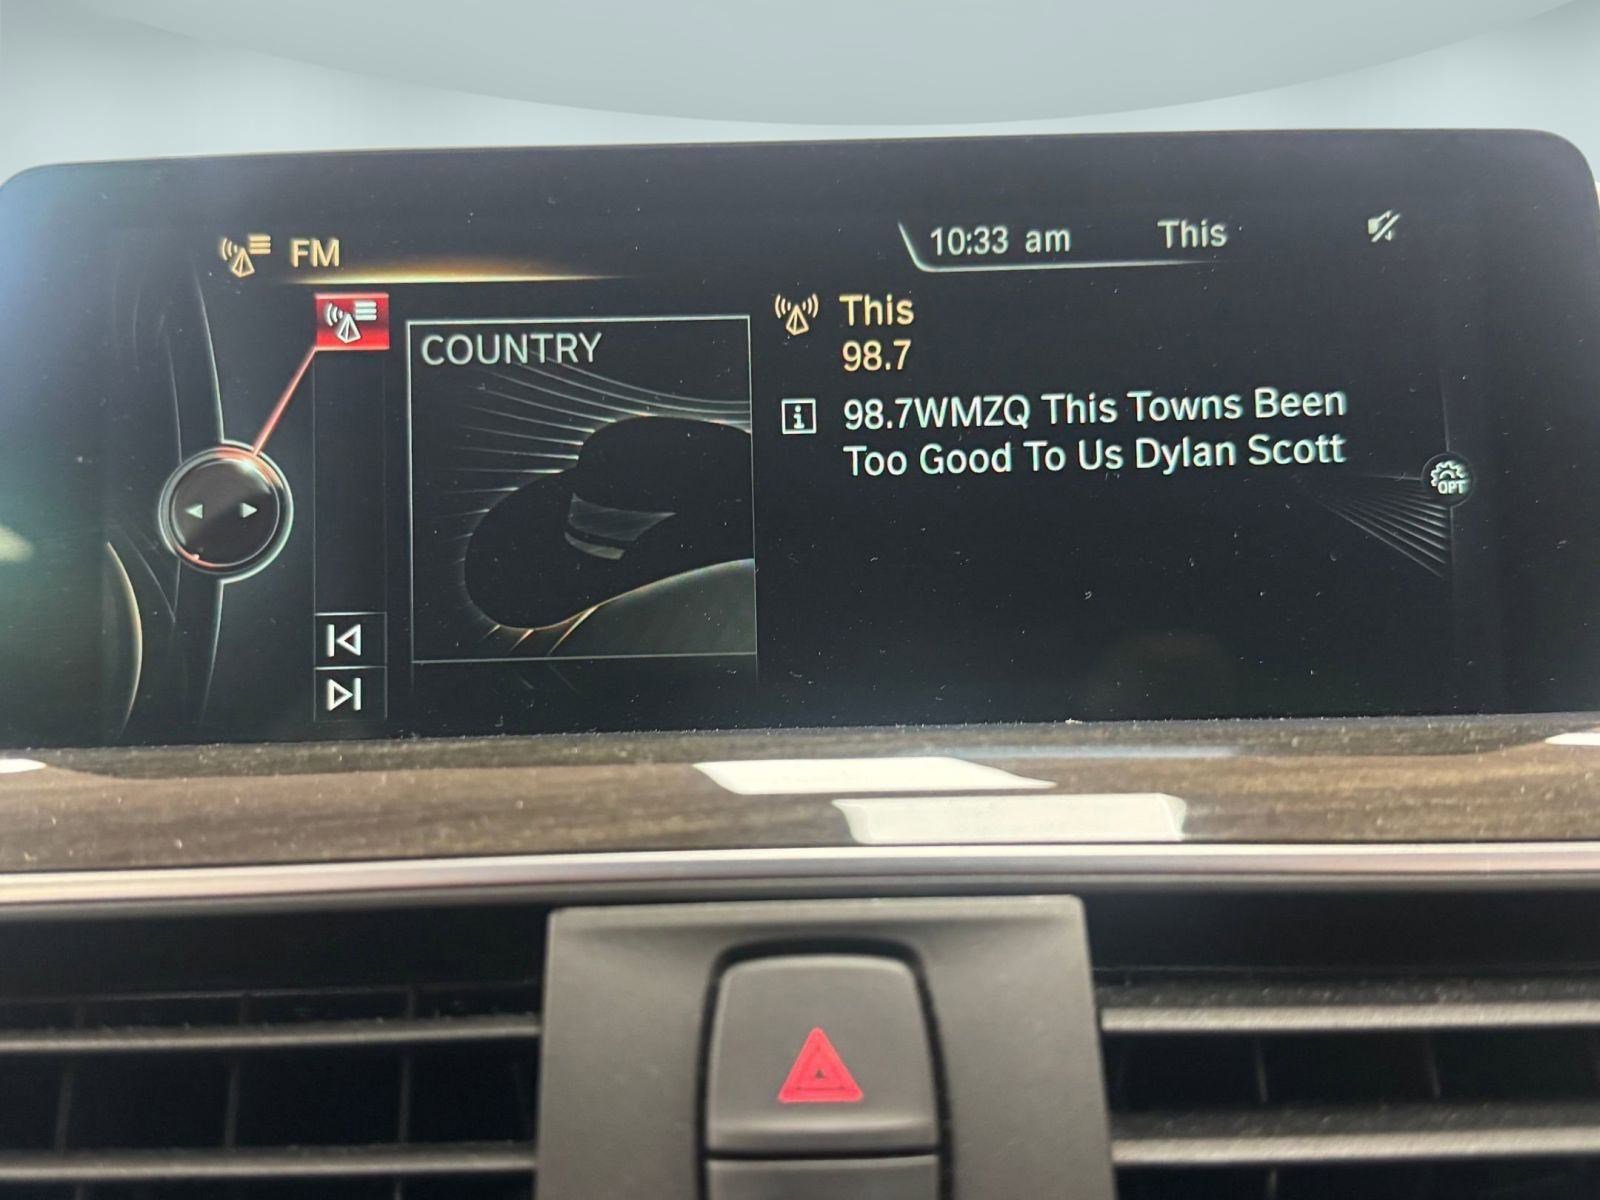 FM
10:33 am This
COUNTRY
This
98.7
98.7WMZQ This Towns Been
Too Good To Us Dylan Scott
OPT